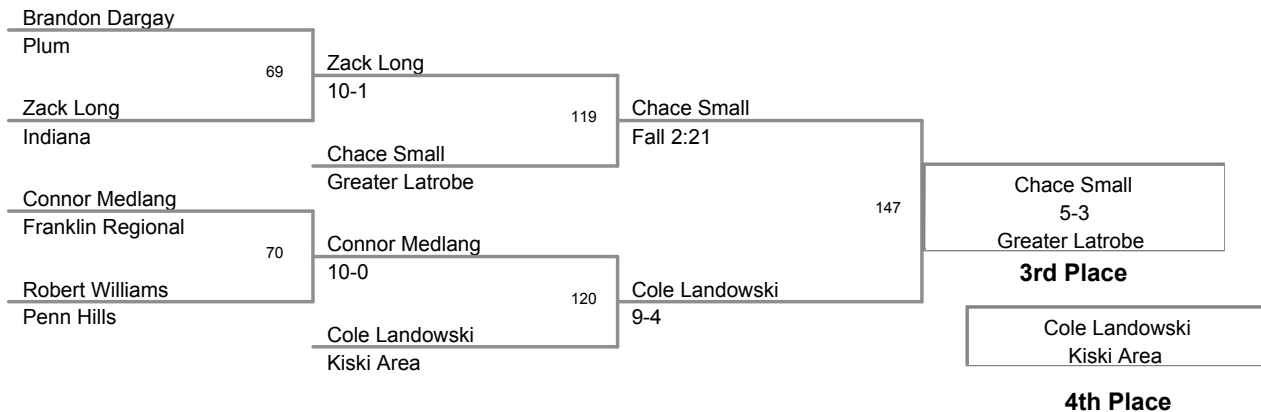 Brandon Dargay
Plum
69
Zack Long
10-1
Zack Long
Indiana
119
Chace Small
Fall 2:21
Chace Small
Greater Latrobe
Connor Medlang
Franklin Regional
70
Connor Medlang
10-0
Robert Williams
Penn Hills
120
Cole Landowski
9-4
Cole Landowski
Kiski Area
147
Chace Small
5-3
Greater Latrobe
3rd Place
Cole Landowski
Kiski Area
4th Place